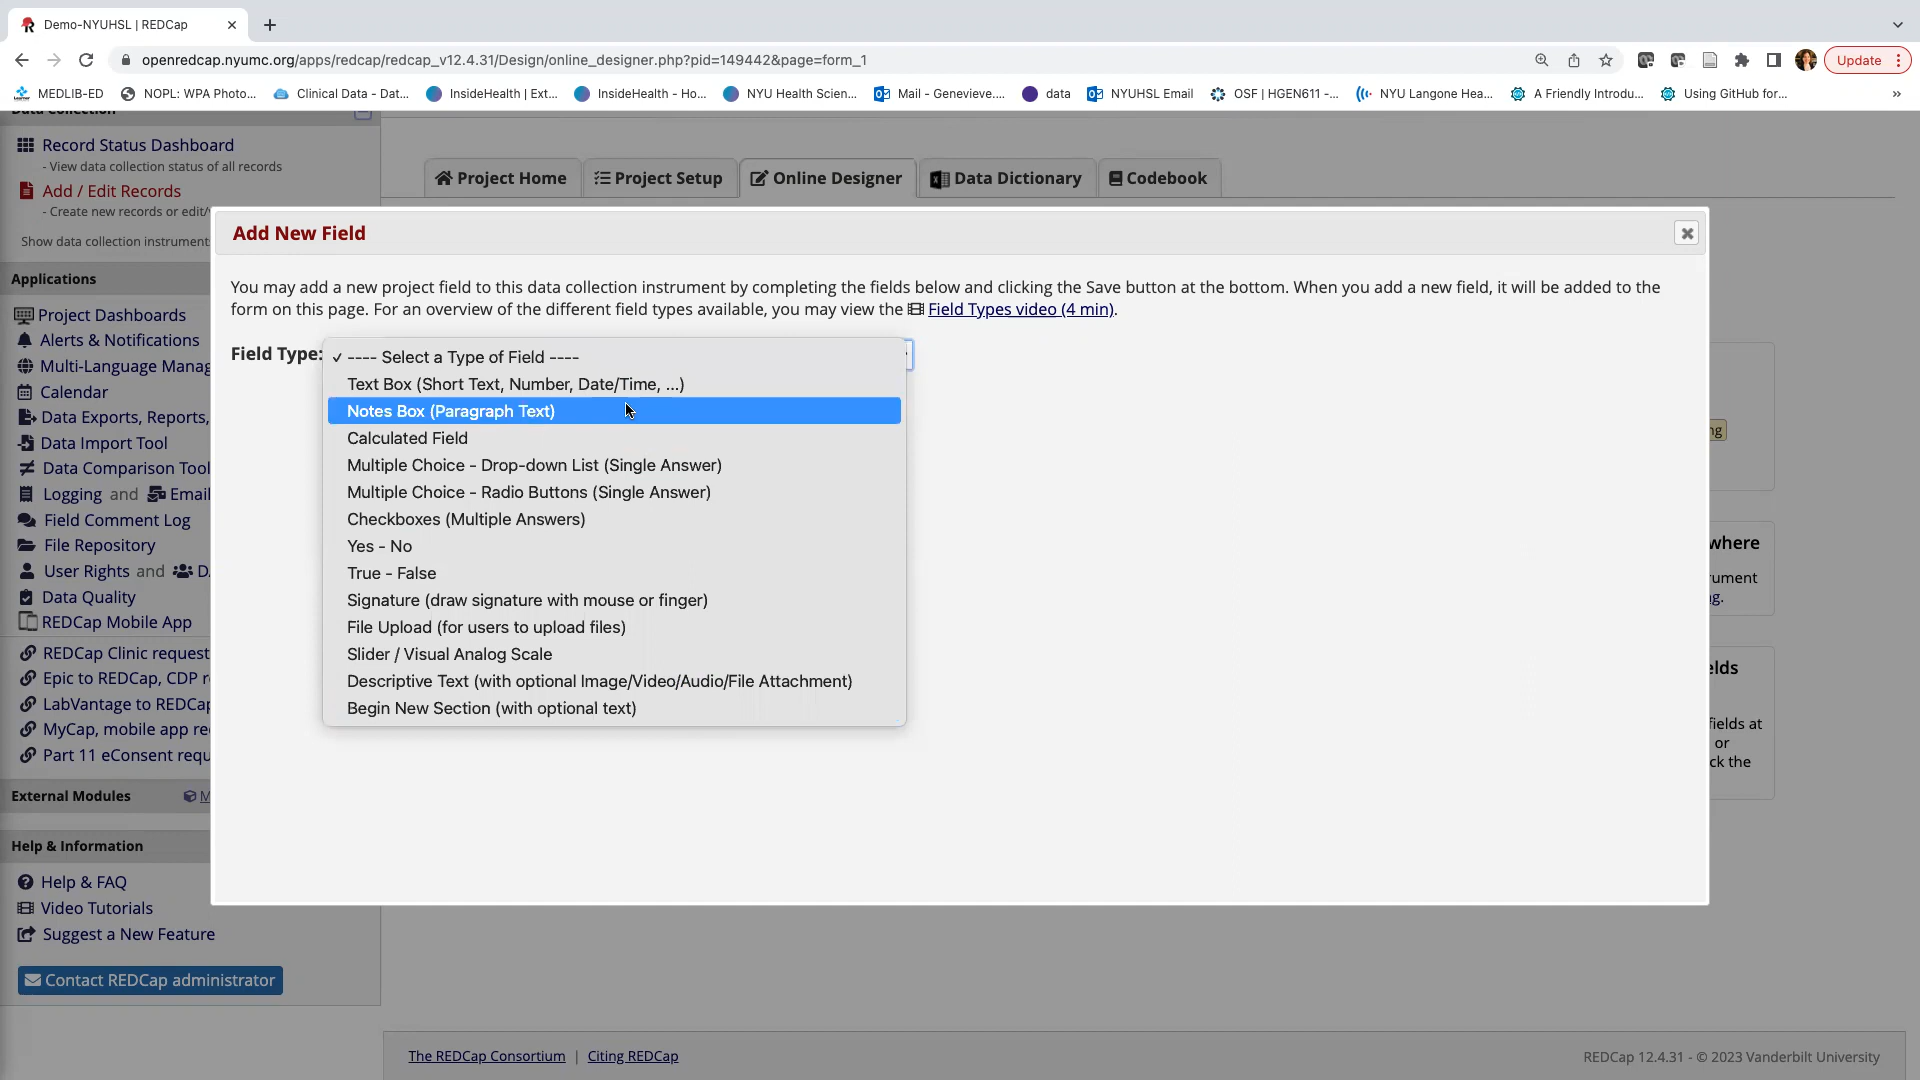 Demo-NYUHSL | REDCap
openredcap.nyumc.org/apps/redcap/redcap_v12.4.31/Design/online_designer.php?pid=149442&page=form_1
Update
MEDLIB-ED
NOPL: WPA Photo...
Clinical Data - Dat...
InsideHealth | Ext...
InsideHealth - Ho...
NYU Health Scien...
Mail - Genevieve....
data
NYUHSL Email
OSF | HGEN611 -...
NYU Langone Hea...
A Friendly Introdu...
Using GitHub for...
»
Data Collection
Record Status Dashboard
- View data collection status of all records
Add / Edit Records
- Create new records or edit/v
Show data collection instrument
Applications
Project Dashboards
Alerts & Notifications
Multi-Language Manag
Calendar
Data Exports, Reports,
Data Import Tool
Data Comparison Tool
Logging and Email
Field Comment Log
File Repository
User Rights and D
Data Quality
REDCap Mobile App
REDCap Clinic request
Epic to REDCap, CDP r
LabVantage to REDCap
MyCap, mobile app re
Part 11 eConsent requ
External Modules
M
Help & Information
Help & FAQ
Video Tutorials
Suggest a New Feature
Contact REDCap administrator
Project Home
Project Setup
Online Designer
Data Dictionary
Codebook
Add New Field
You may add a new project field to this data collection instrument by completing the fields below and clicking the Save button at the bottom. When you add a new field, it will be added to the
form on this page. For an overview of the different field types available, you may view the Field Types video (4 min).
Field Type:
✓ ---- Select a Type of Field ----
Text Box (Short Text, Number, Date/Time, ...)
Notes Box (Paragraph Text)
Calculated Field
Multiple Choice - Drop-down List (Single Answer)
Multiple Choice - Radio Buttons (Single Answer)
Checkboxes (Multiple Answers)
Yes - No
True - False
Signature (draw signature with mouse or finger)
File Upload (for users to upload files)
Slider / Visual Analog Scale
Descriptive Text (with optional Image/Video/Audio/File Attachment)
Begin New Section (with optional text)
ng
where
rument
g.
lds
fields at
or
ck the
The REDCap Consortium | Citing REDCap
REDCap 12.4.31 - © 2023 Vanderbilt University